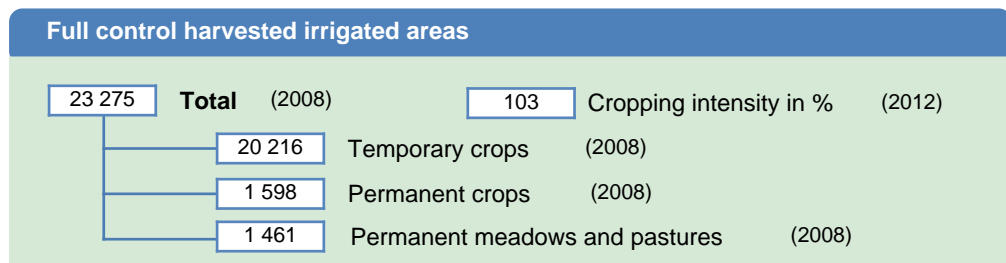 Full control harvested irrigated areas
23 275 Total (2008) 103 Cropping intensity in % (2012)
20 216 Temporary crops (2008)
1 598 Permanent crops (2008)
1 461 Permanent meadows and pastures (2008)